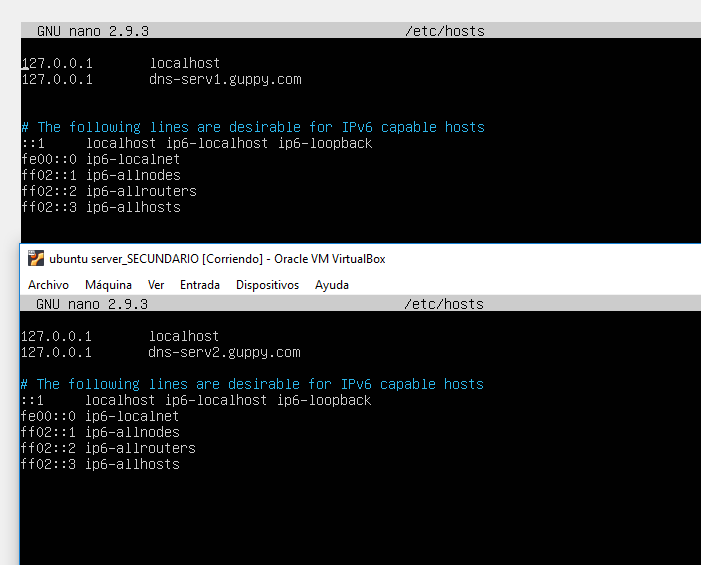 GNU nano 2.9.3 /etc/hosts
127.0.0.1 localhost
127.0.0.1 dns-serv1.guppy.com
# The following lines are desirable for IPv6 capable hosts
::1 localhost ip6-localhost ip6-loopback
fe00::0 ip6-localnet
ff02::1 ip6-allnodes
ff02::2 ip6-allrouters
ff02::3 ip6-allhosts
ubuntu server_SECUNDARIO [Corriendo] - Oracle VM VirtualBox
Archivo Máquina Ver Entrada Dispositivos Ayuda
GNU nano 2.9.3 /etc/hosts
127.0.0.1 localhost
127.0.0.1 dns-serv2.guppy.com
# The following lines are desirable for IPv6 capable hosts
::1 localhost ip6-localhost ip6-loopback
fe00::0 ip6-localnet
ff02::1 ip6-allnodes
ff02::2 ip6-allrouters
ff02::3 ip6-allhosts